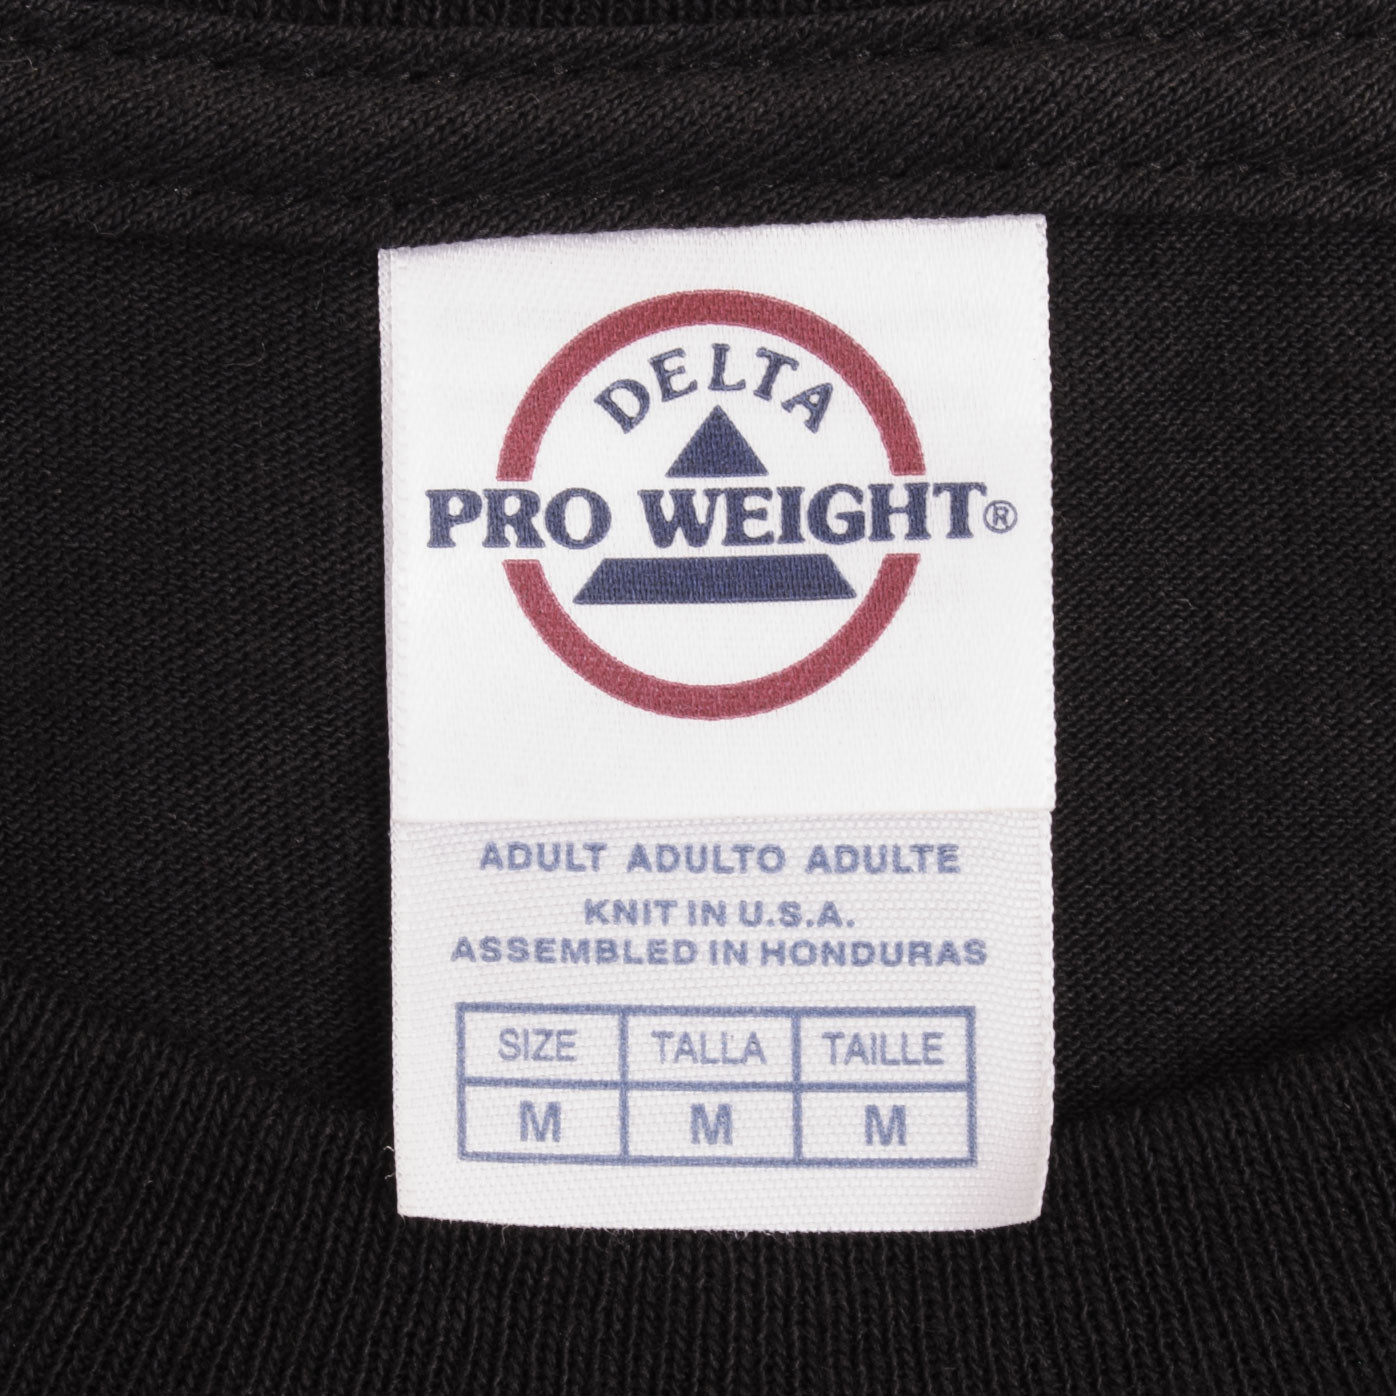 DELTA
PRO WEIGHT®
ADULT ADULTO ADULTE
KNIT IN U.S.A.
ASSEMBLED IN HONDURAS
SIZE TALLA TAILLE
M M M